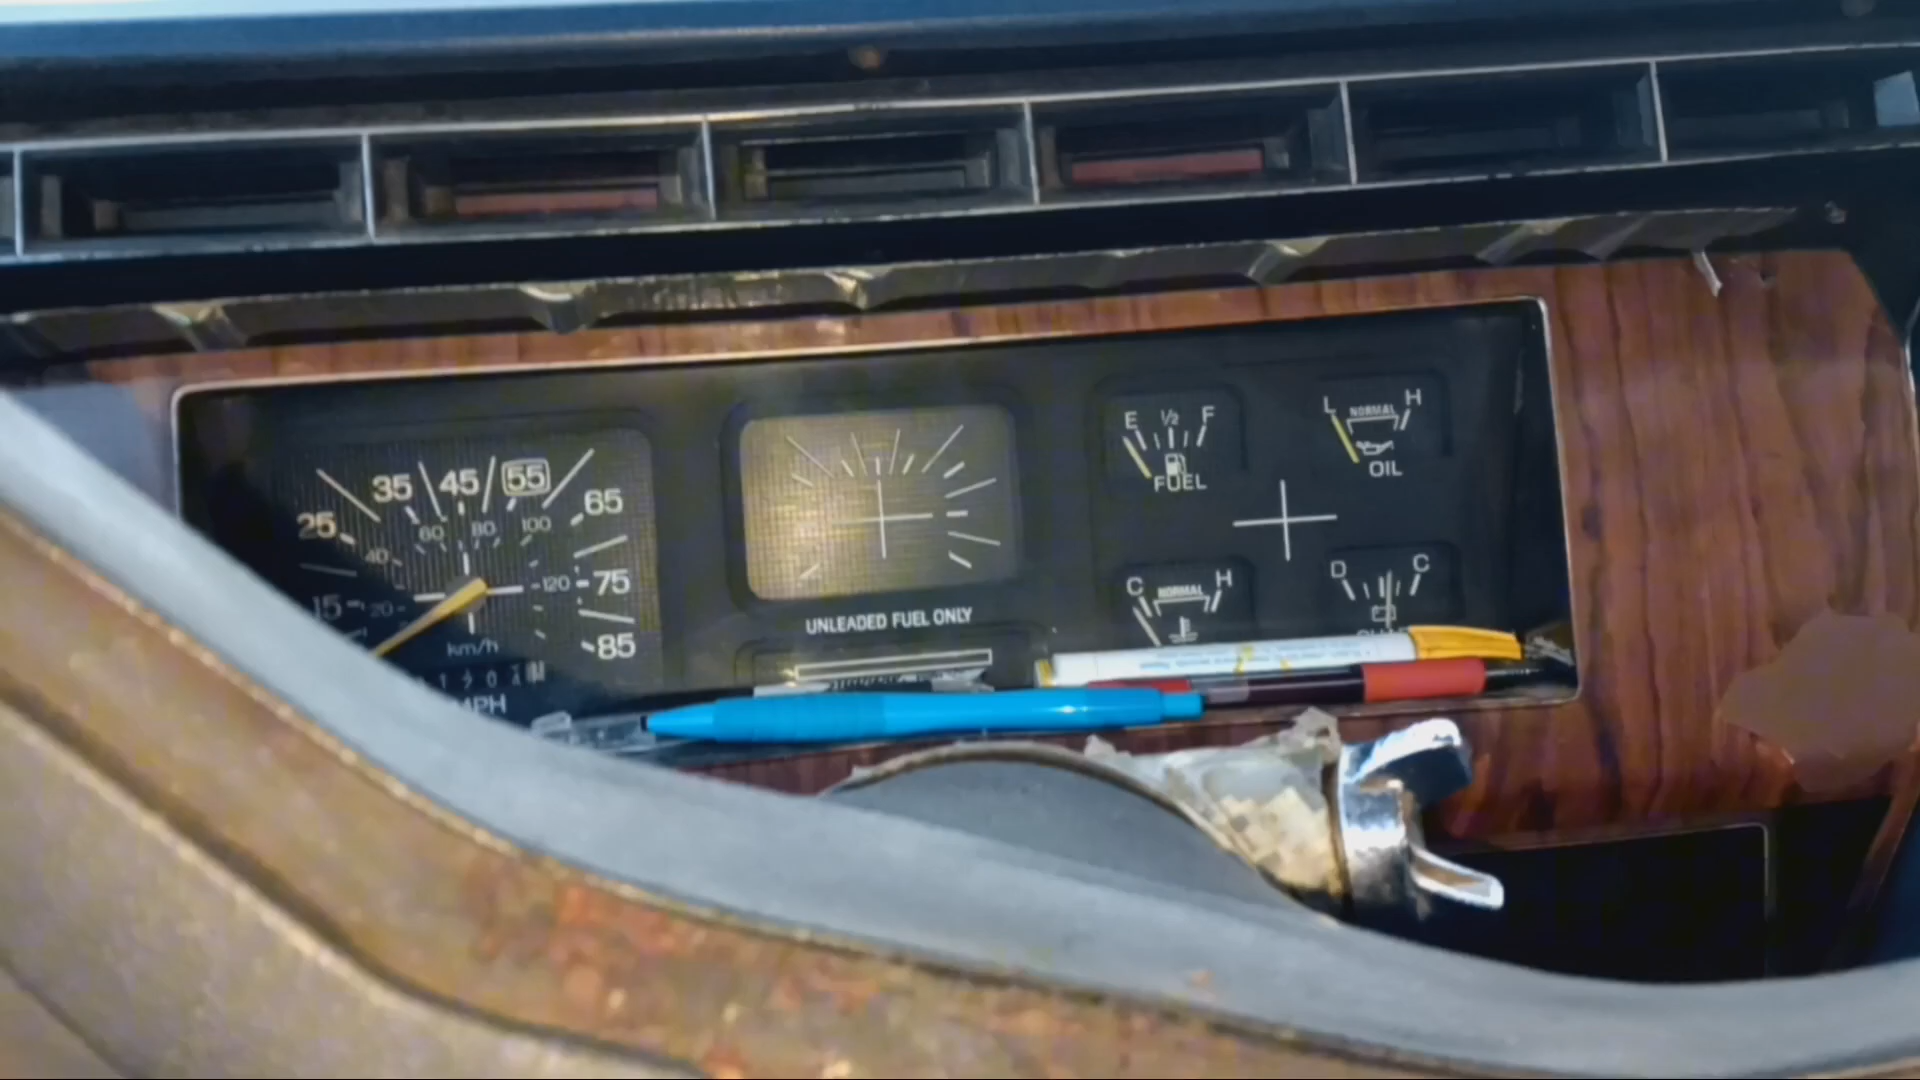 35 45 55
25 65
60 80 100
40
15 20 120 75
km/h 85
MPH
UNLEADED FUEL ONLY
E 1/2 F
FUEL
L NORMAL H
OIL
C NORMAL H
D C